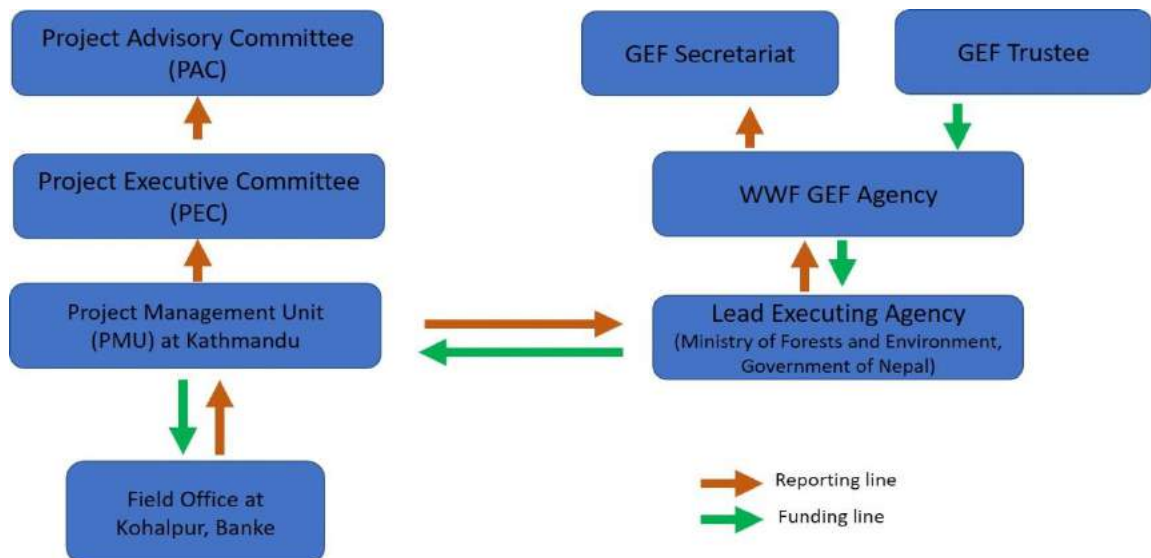 Project Advisory Committee
(PAC)
GEF Secretariat
GEF Trustee
Project Executive Committee
(PEC)
WWF GEF Agency
Project Management Unit
(PMU) at Kathmandu
Lead Executing Agency
(Ministry of Forests and Environment,
Government of Nepal)
Field Office at
Kohalpur, Banke
Reporting line
Funding line